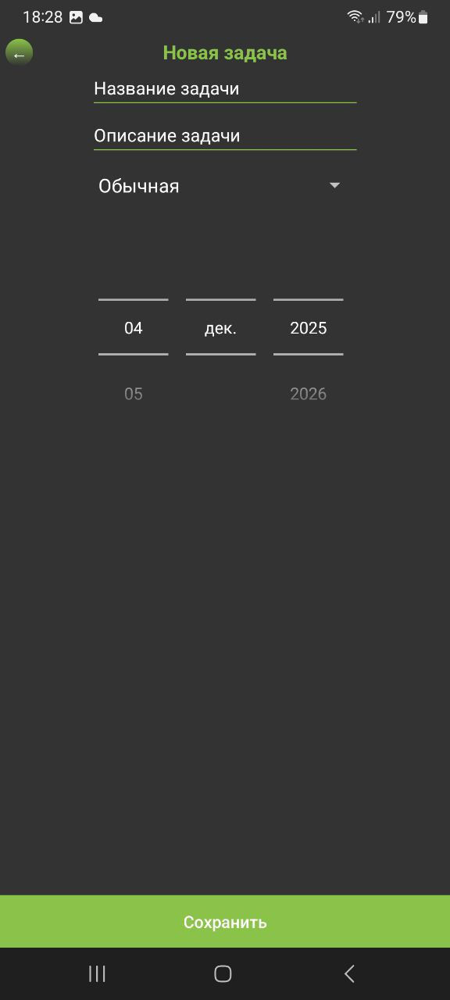 18:28 79%
← Новая задача
Название задачи
Описание задачи
Обычная
04 дек. 2025
05 2026
Сохранить